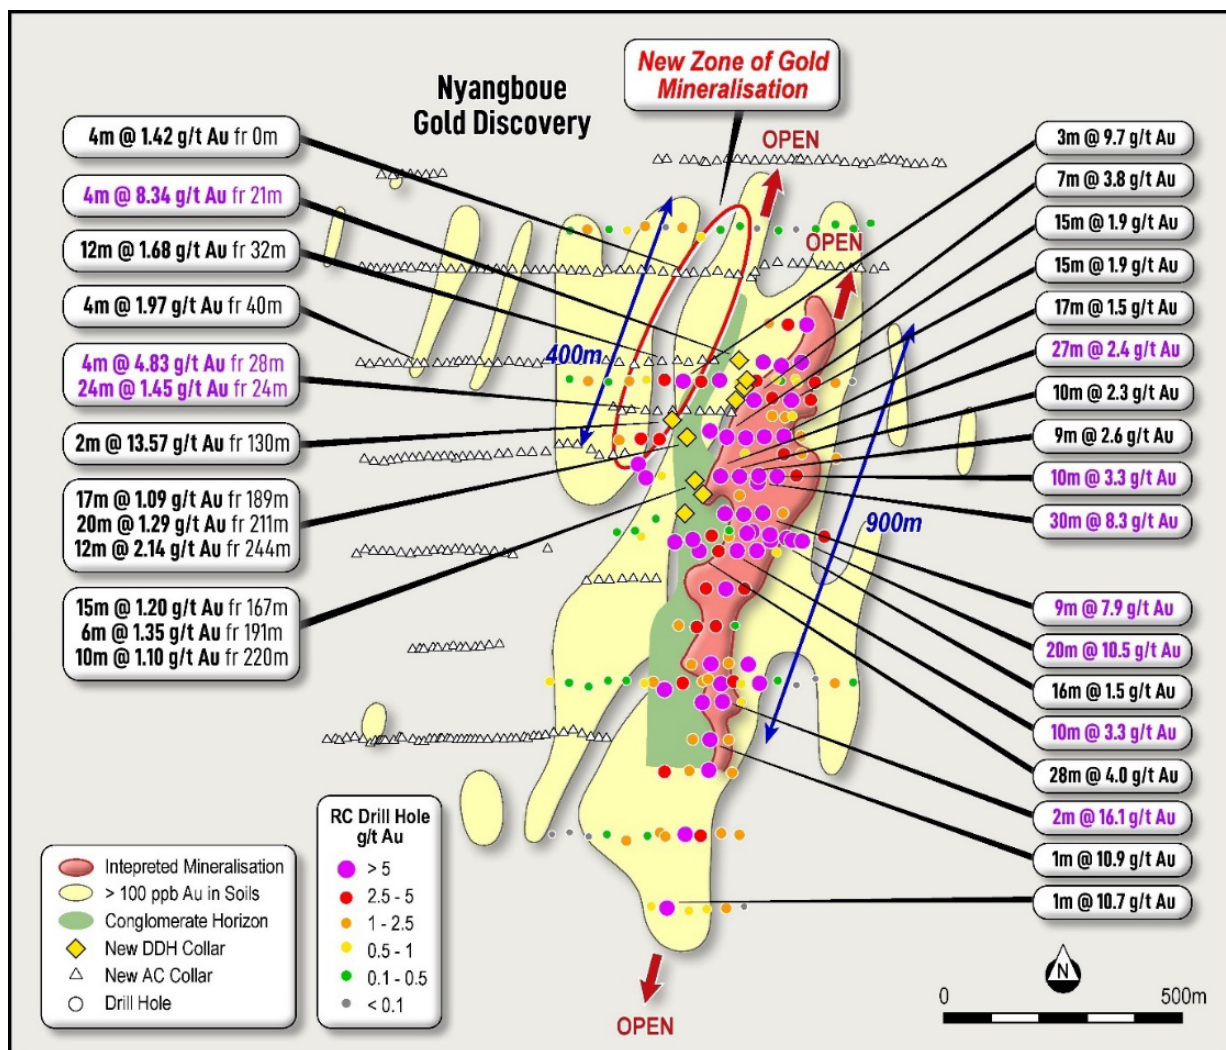 Nyangboue
Gold Discovery
New Zone of Gold
Mineralisation
OPEN
OPEN
4m @ 1.42 g/t Au fr 0m
4m @ 8.34 g/t Au fr 21m
12m @ 1.68 g/t Au fr 32m
4m @ 1.97 g/t Au fr 40m
4m @ 4.83 g/t Au fr 28m
24m @ 1.45 g/t Au fr 24m
2m @ 13.57 g/t Au fr 130m
17m @ 1.09 g/t Au fr 189m
20m @ 1.29 g/t Au fr 211m
12m @ 2.14 g/t Au fr 244m
15m @ 1.20 g/t Au fr 167m
6m @ 1.35 g/t Au fr 191m
10m @ 1.10 g/t Au fr 220m
400m
900m
3m @ 9.7 g/t Au
7m @ 3.8 g/t Au
15m @ 1.9 g/t Au
15m @ 1.9 g/t Au
17m @ 1.5 g/t Au
27m @ 2.4 g/t Au
10m @ 2.3 g/t Au
9m @ 2.6 g/t Au
10m @ 3.3 g/t Au
30m @ 8.3 g/t Au
9m @ 7.9 g/t Au
20m @ 10.5 g/t Au
16m @ 1.5 g/t Au
10m @ 3.3 g/t Au
28m @ 4.0 g/t Au
2m @ 16.1 g/t Au
1m @ 10.9 g/t Au
1m @ 10.7 g/t Au
Intepreted Mineralisation
> 100 ppb Au in Soils
Conglomerate Horizon
New DDH Collar
New AC Collar
Drill Hole
RC Drill Hole
g/t Au
> 5
2.5 - 5
1 - 2.5
0.5 - 1
0.1 - 0.5
< 0.1
OPEN
N
0 500m